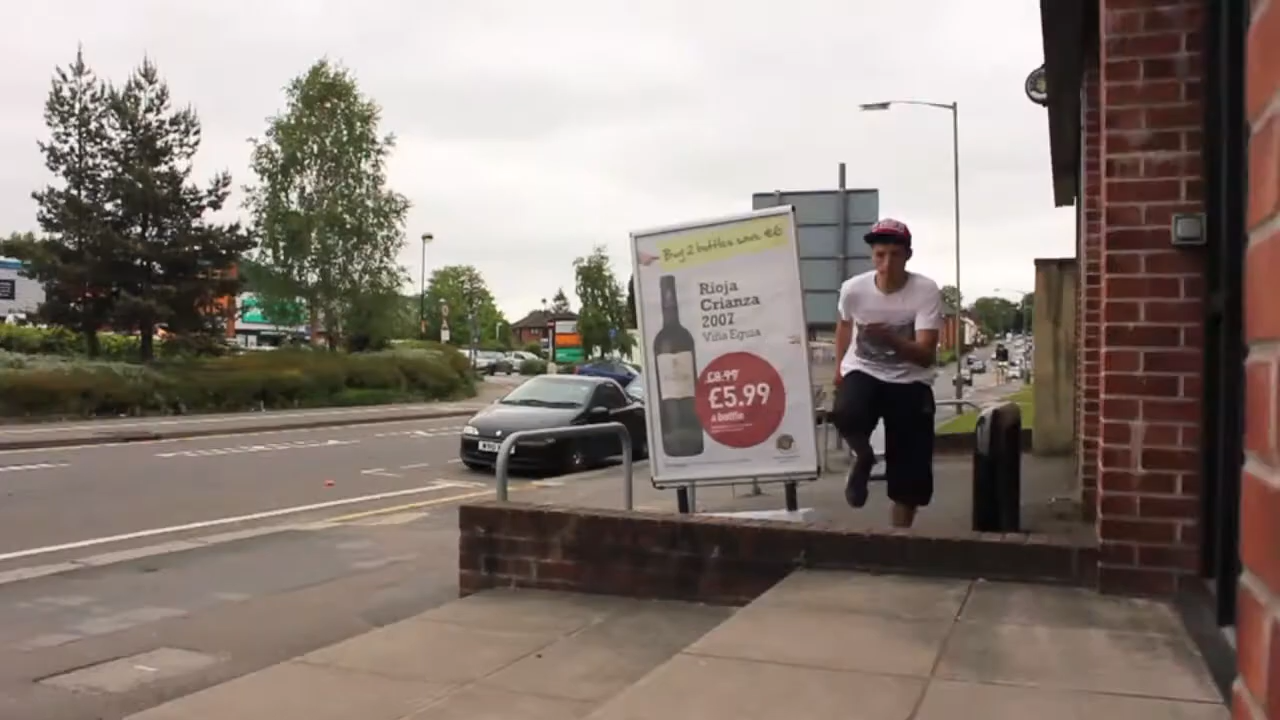 Buy 2 bottles save €6
Rioja
Crianza
2007
Viña Eguia
£8.99
£5.99
a bottle